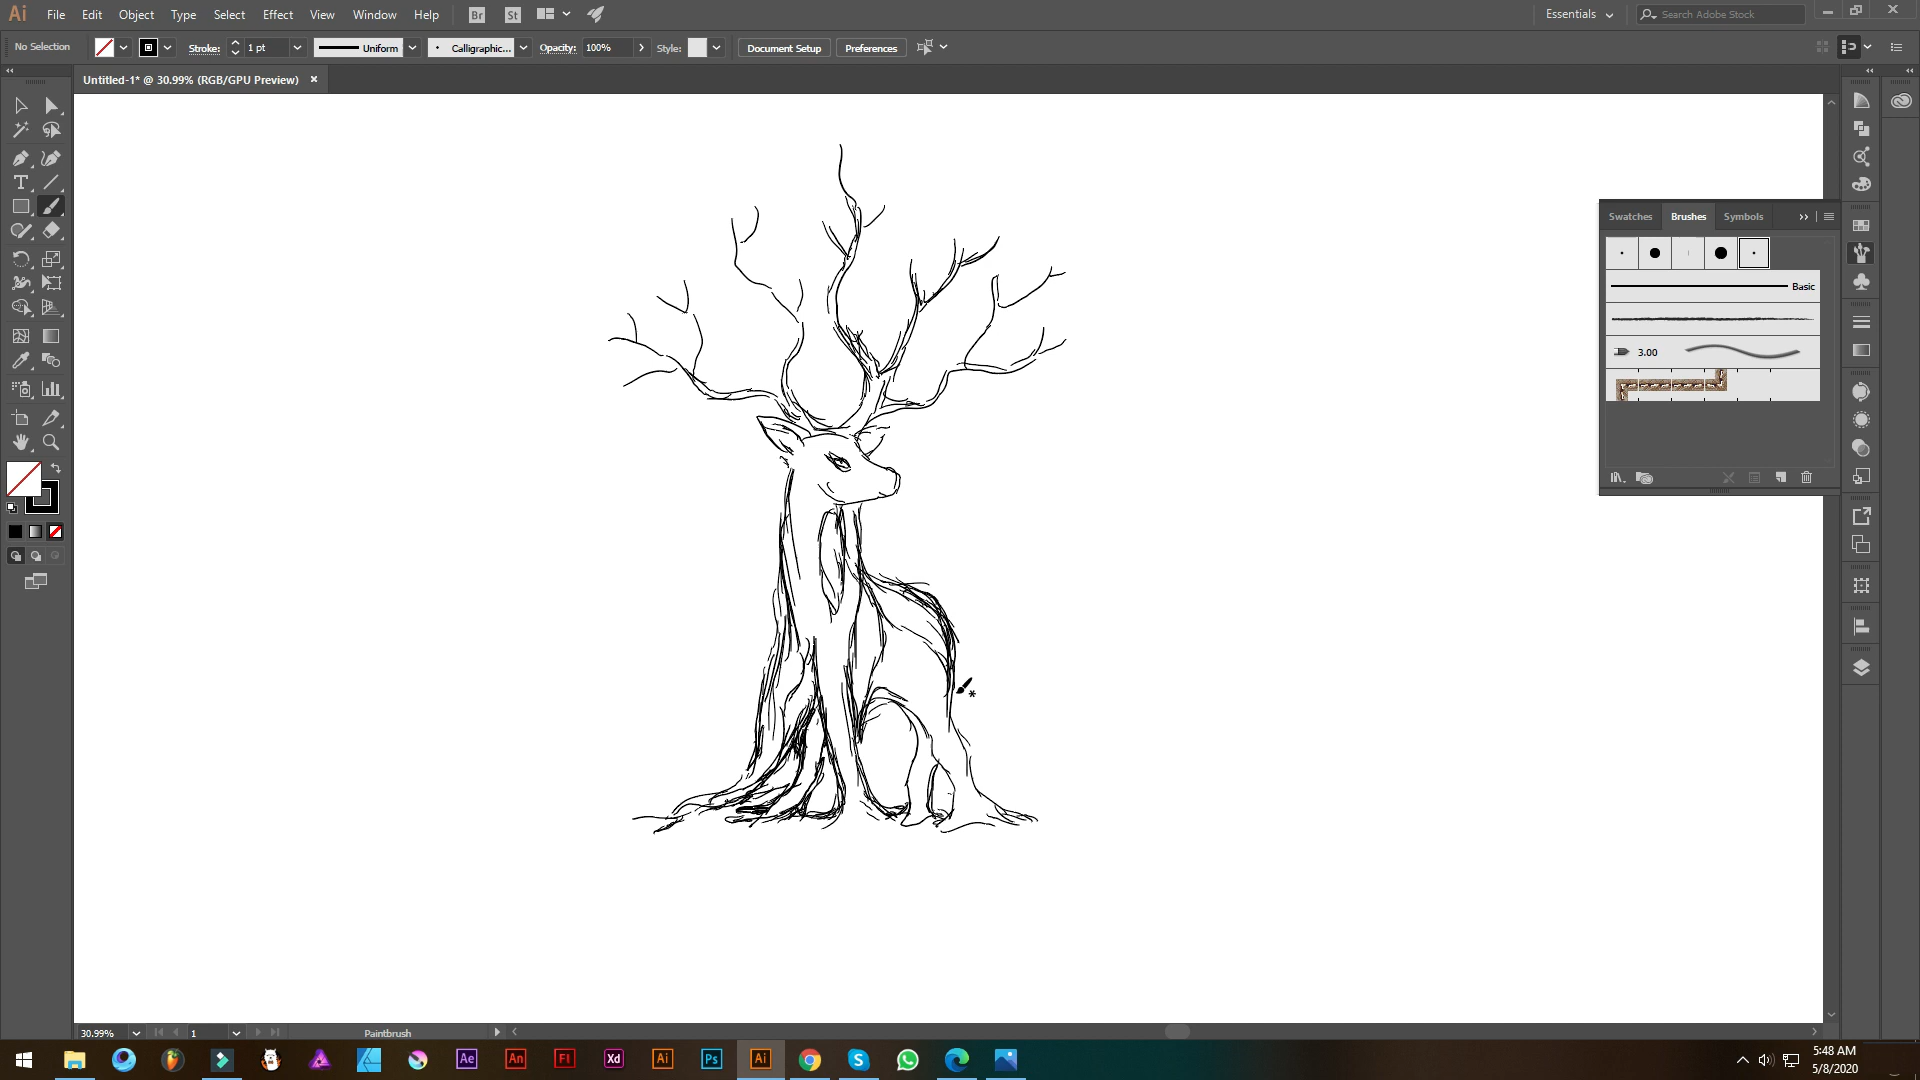 Ai File Edit Object Type Select Effect View Window Help Br St Essentials Search Adobe Stock
No Selection Stroke: 1 pt Uniform Calligraphic... Opacity: 100% Style: Document Setup Preferences
Untitled-1* @ 30.99% (RGB/GPU Preview)
Swatches Brushes Symbols
Basic
3.00
30.99% 1 Paintbrush
Ae An Fl Xd Ai Ps Ai
5:48 AM
5/8/2020